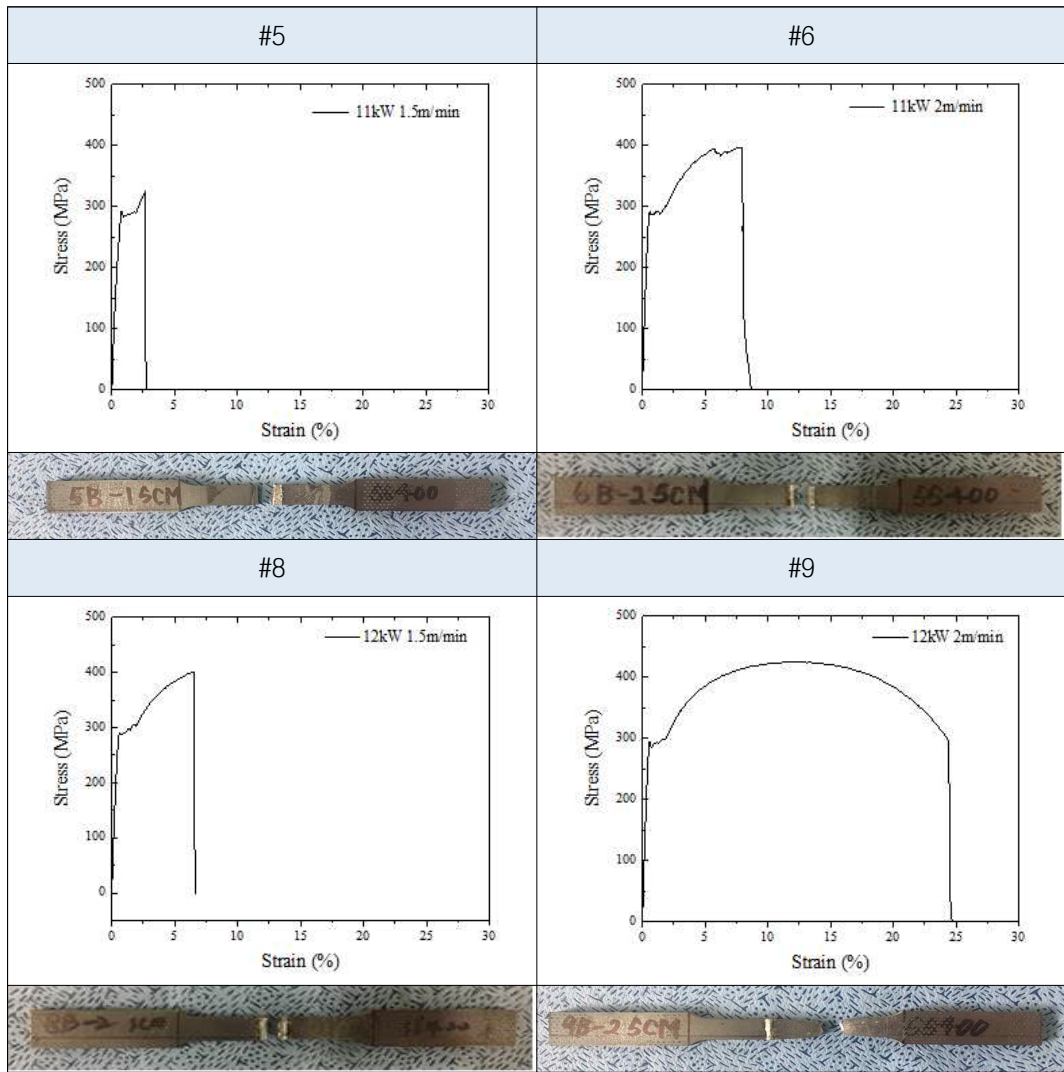 #5
#6
500
400
300
200
100
0
Stress (MPa)
11kW 1.5m/min
0 5 10 15 20 25 30
Strain (%)
500
400
300
200
100
0
Stress (MPa)
11kW 2m/min
0 5 10 15 20 25 30
Strain (%)
5B-1 5CM
6B-2 5CM
SS400
#8
#9
500
400
300
200
100
0
Stress (MPa)
12kW 1.5m/min
0 5 10 15 20 25 30
Strain (%)
500
400
300
200
100
0
Stress (MPa)
12kW 2m/min
0 5 10 15 20 25 30
Strain (%)
9B-2 5CM